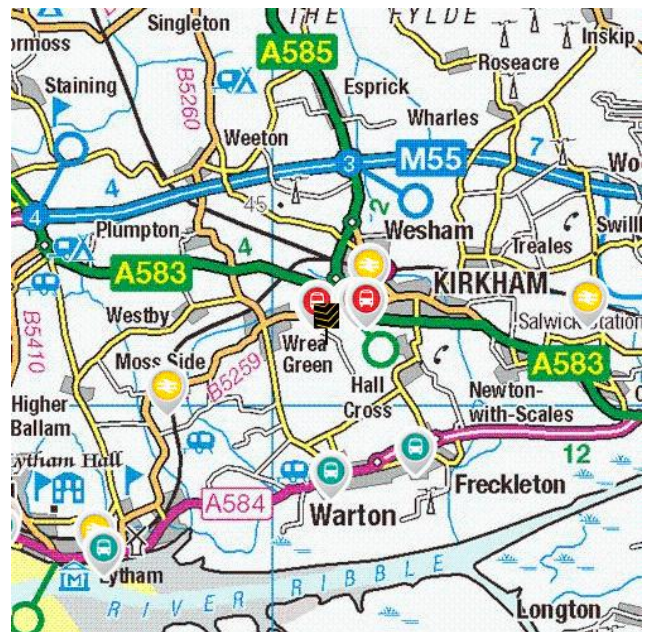 THE FYLDE
ormoss
Singleton
A585
Inskip
Roseacre
Staining
Esprick
B5260
Wharles
Weeton
3
M55
7
4
45
2
4
Plumpton
Wesham
Treales
Swill
A583
4
KIRKHAM
Westby
Salwick Station
B5410
Moss Side
B5259
Wrea
Green
A583
Hall
Cross
Newton-
with-Scales
Higher
Ballam
12
ytham Hall
A584
Freckleton
Warton
M
Lytham
RIVER RIBBLE
Longton